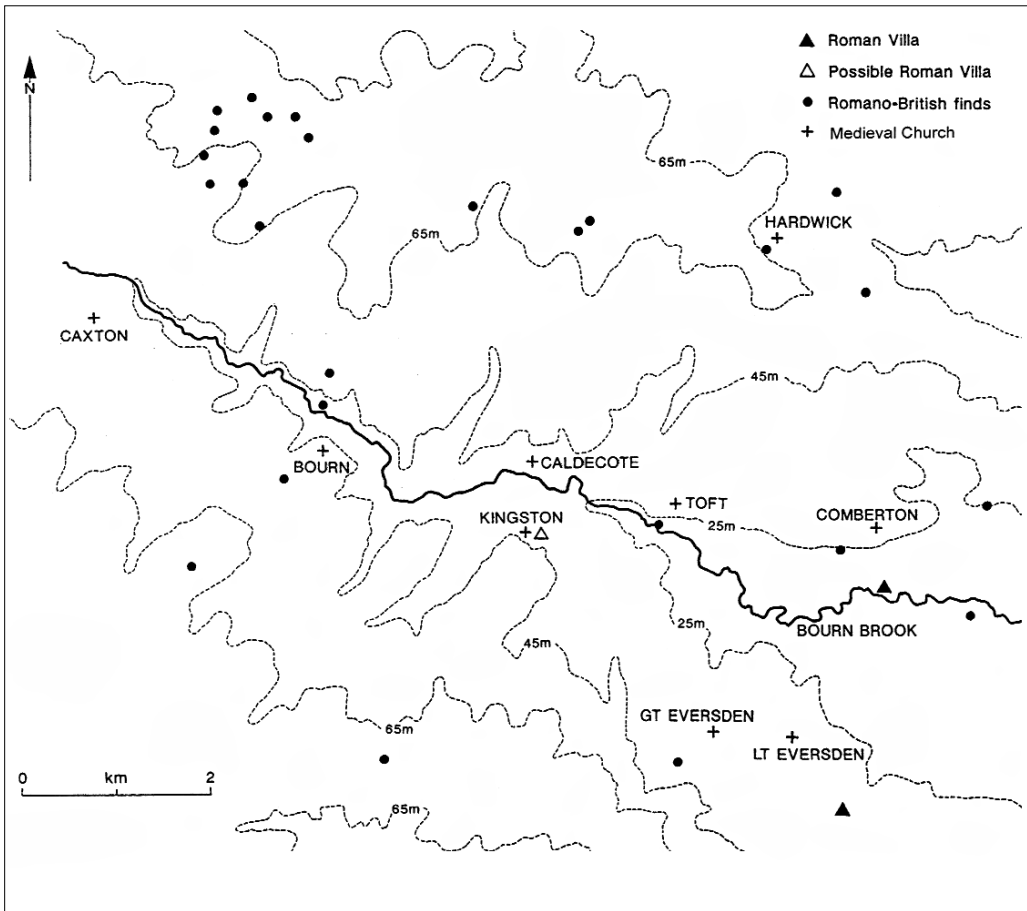 Roman Villa
Possible Roman Villa
Romano-British finds
Medieval Church
N
65m
HARDWICK
65m
CAXTON
45m
BOURN
CALDECOTE
TOFT
KINGSTON
25m
COMBERTON
25m
BOURN BROOK
45m
GT EVERSDEN
65m
LT EVERSDEN
0 km 2
65m